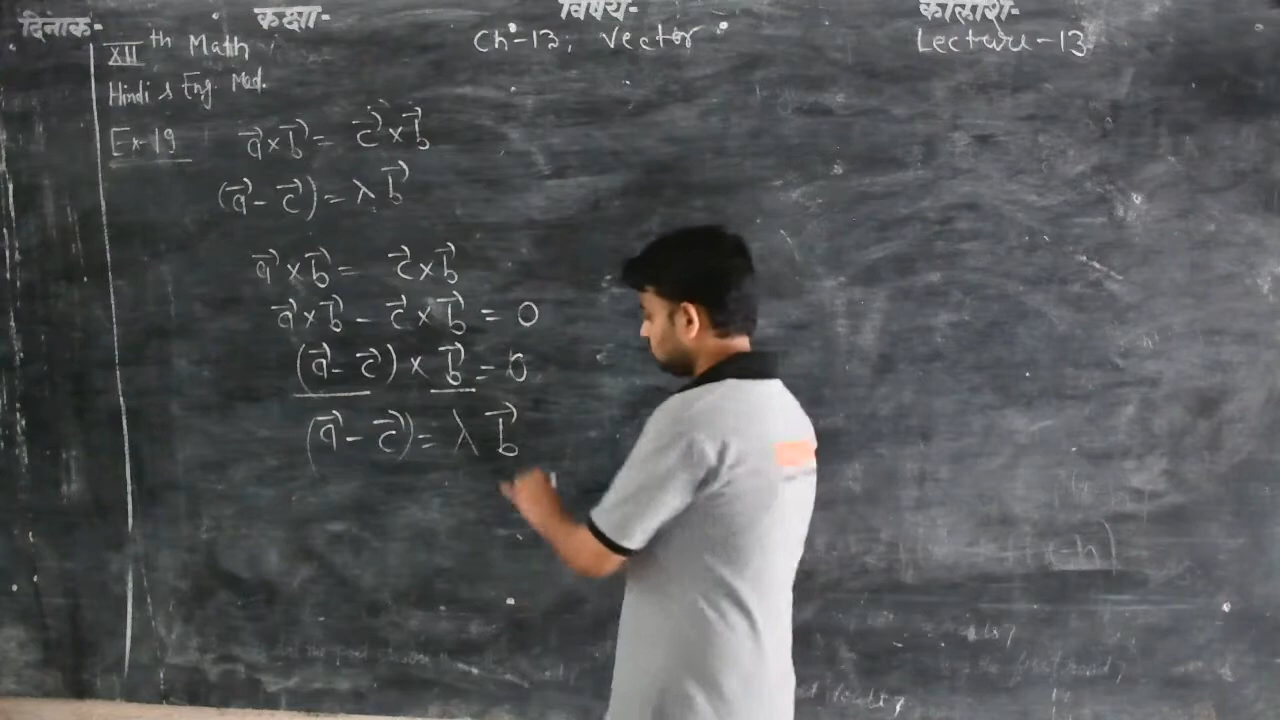 दिनाक- कक्षा- विषय- कालांश-
XII th Math Ch-13, Vector Lecture-13
Hindi & Eng. Med.
Ex-19 a⃗×b⃗ = c⃗×b⃗
(a⃗ - c⃗) = λ b⃗
a⃗ × b⃗ = c⃗ × b⃗
a⃗ × b⃗ - c⃗ × b⃗ = 0
(a⃗ - c⃗) × b⃗ = 0
(a⃗ - c⃗) = λ b⃗